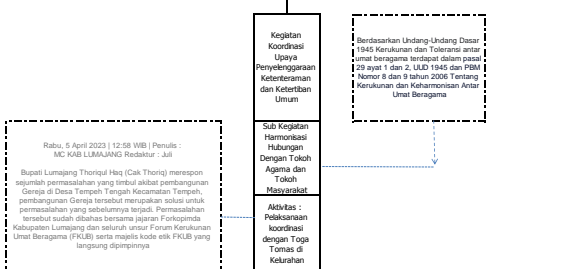 Kegiatan
Koordinasi
Upaya
Penyelenggaraan
Ketenteraman
dan Ketertiban
Umum
Berdasarkan Undang-Undang Dasar
1945 Kerukunan dan Toleransi antar
umat beragama terdapat dalam pasal
29 ayat 1 dan 2, UUD 1945 dan PBM
Nomor 8 dan 9 tahun 2006 Tentang
Kerukunan dan Keharmonisan Antar
Umat Beragama
Sub Kegiatan
Harmonisasi
Hubungan
Dengan Tokoh
Agama dan
Tokoh
Masyarakat
Rabu, 5 April 2023 | 12:58 WIB | Penulis :
MC KAB LUMAJANG Redaktur : Juli
Bupati Lumajang Thoriqul Haq (Cak Thoriq) merespon
sejumlah permasalahan yang timbul akibat pembangunan
Gereja di Desa Tempeh Tengah Kecamatan Tempeh,
pembangunan Gereja tersebut merupakan solusi untuk
permasalahan yang sebelumnya terjadi. Permasalahan
tersebut sudah dibahas bersama jajaran Forkopimda
Kabupaten Lumajang dan seluruh unsur Forum Kerukunan
Umat Beragama (FKUB) serta majelis kode etik FKUB yang
langsung dipimpinnya
Aktivitas :
Pelaksanaan
koordinasi
dengan Toga
Tomas di
Kelurahan